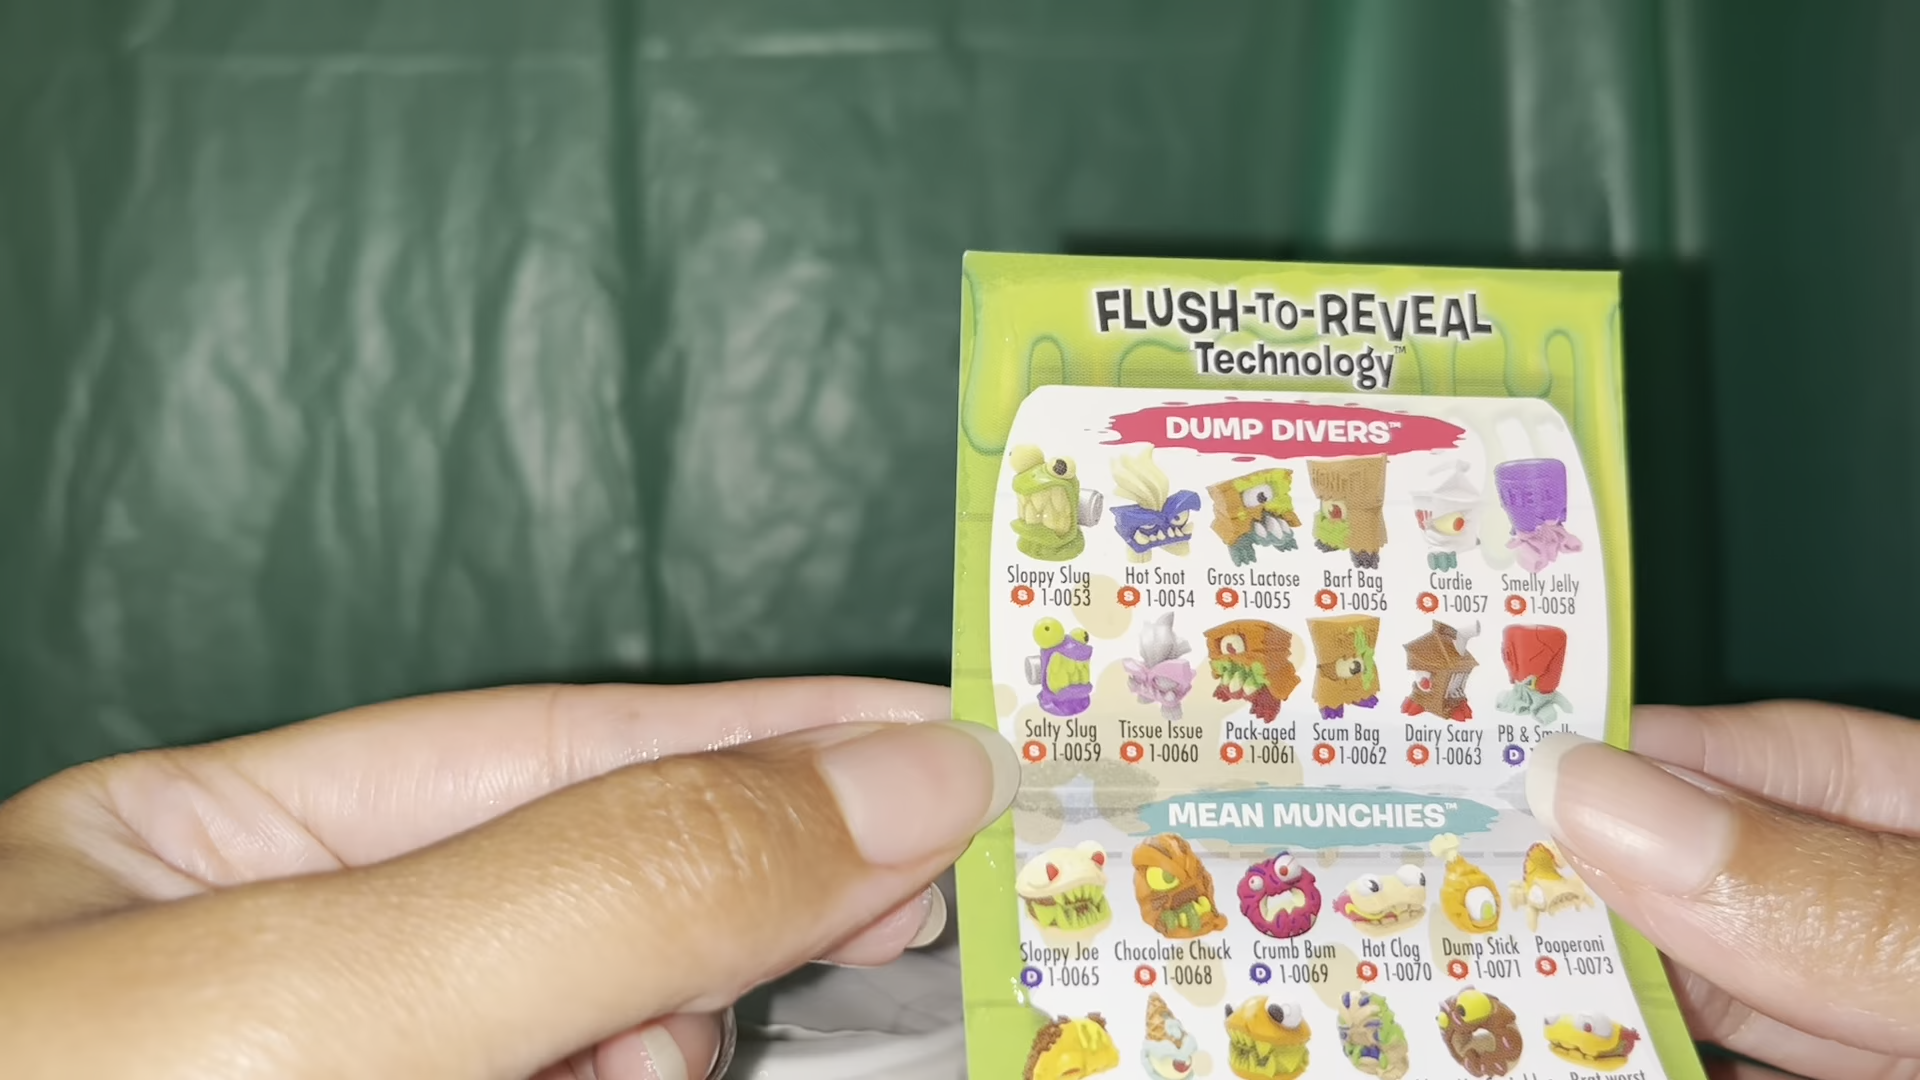 FLUSH-TO-REVEAL
Technology™
DUMP DIVERS™
Sloppy Slug Hot Snot Gross Lactose Barf Bag Curdie Smelly Jelly
S 1-0053 S 1-0054 S 1-0055 S 1-0056 S 1-0057 S 1-0058
Salty Slug Tissue Issue Pack-aged Scum Bag Dairy Scary PB &
S 1-0059 S 1-0060 S 1-0061 S 1-0062 S 1-0063 D
MEAN MUNCHIES™
Sloppy Joe Chocolate Chuck Crumb Bum Hot Clog Dump Stick Pooperoni
D 1-0065 S 1-0068 D 1-0069 S 1-0070 S 1-0071 S 1-0073
Brat worst